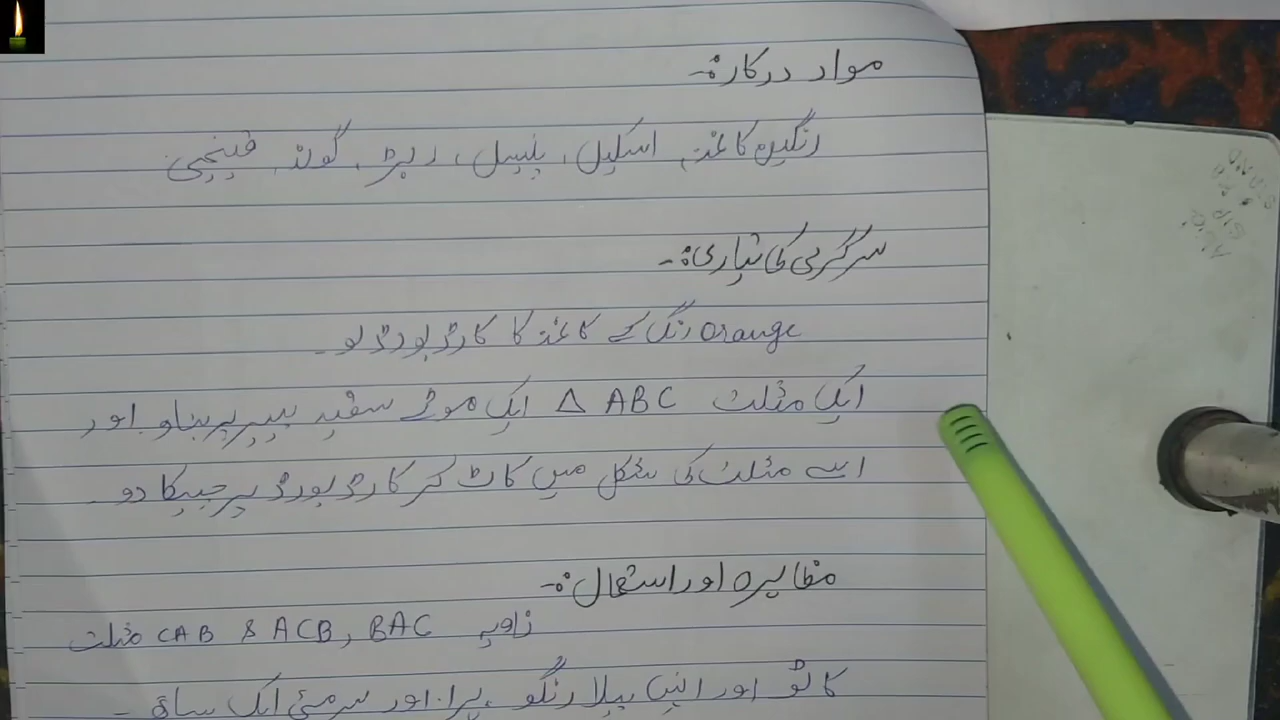 مواد درکار:-
رنگین کاغذ، اسکیل، پنسل، ربڑ، گوند، قینچی
سرگرمی کی تیاری:-
orange رنگ کے کاغذ کا کارڈ بورڈ لو۔
ایک مثلث ABC △ ایک موٹے سفید پیپر پر بناو اور
اسے مثلث کی شکل میں کاٹ کر کارڈ بورڈ پر چپکا دو۔
مظاہرہ اور استعمال:-
زاویہ BAC ,ACB & CAB مثلث
کاٹو اور انہیں پیلا رنگو، ہرا، اور سرمئی ایک ساتھ۔